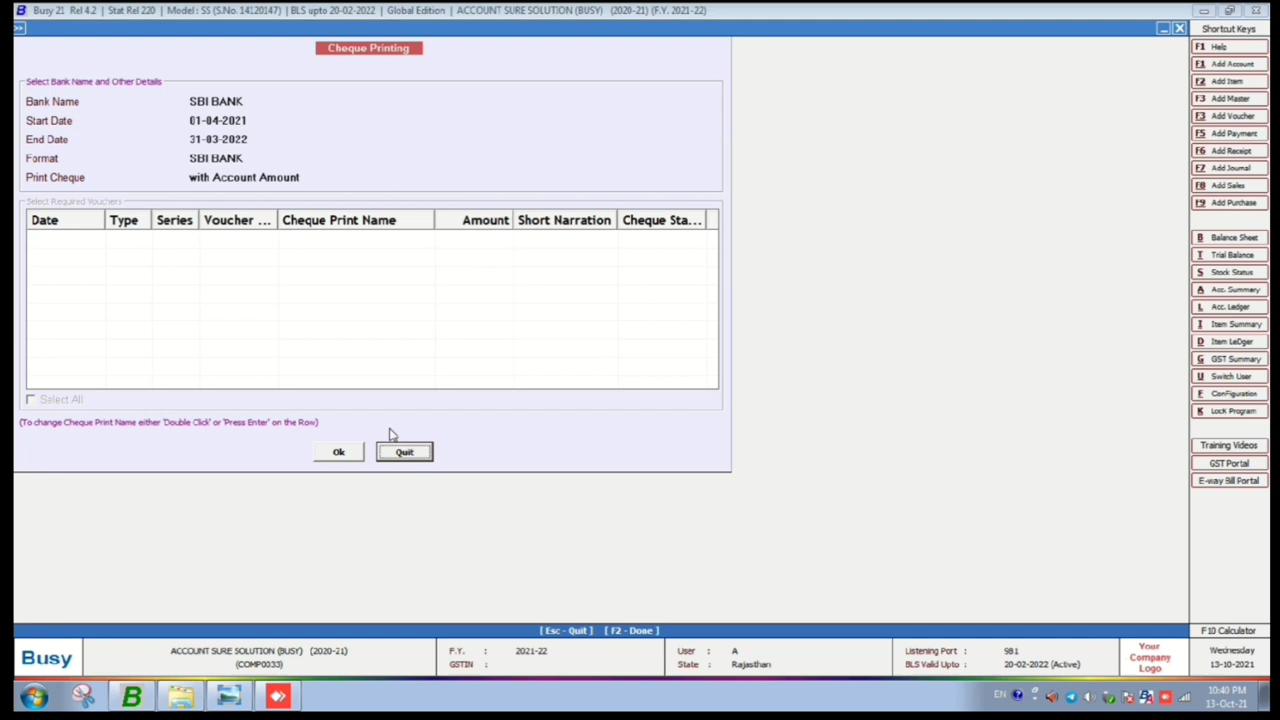 Busy 21 Rel 4.2 | Stat Rel 220 | Model : SS (S.No. 14120147) | BLS upto 20-02-2022 | Global Edition | ACCOUNT SURE SOLUTION (BUSY) (2020-21) (F.Y. 2021-22)
>>
Cheque Printing
Select Bank Name and Other Details
Bank Name SBI BANK
Start Date 01-04-2021
End Date 31-03-2022
Format SBI BANK
Print Cheque with Account Amount
Select Required Vouchers
Date Type Series Voucher ... Cheque Print Name Amount Short Narration Cheque Sta...
Select All
(To change Cheque Print Name either 'Double Click' or 'Press Enter' on the Row)
Ok Quit
Shortcut Keys
F1 Help
F1 Add Account
F2 Add Item
F3 Add Master
F3 Add Voucher
F5 Add Payment
F6 Add Receipt
F7 Add Journal
F8 Add Sales
F9 Add Purchase
B Balance Sheet
T Trial Balance
S Stock Status
A Acc. Summary
L Acc. Ledger
I Item Summary
D Item LeDger
G GST Summary
U Switch User
F ConFiguration
K LocK Program
Training Videos
GST Portal
E-way Bill Portal
[ Esc - Quit ] [ F2 - Done ]
F10 Calculator
Busy
ACCOUNT SURE SOLUTION (BUSY) (2020-21)
(COMP0033)
F.Y. : 2021-22
GSTIN :
User : A
State : Rajasthan
Listening Port : 981
BLS Valid Upto : 20-02-2022 (Active)
Your
Company
Logo
Wednesday
13-10-2021
B
EN
10:40 PM
13-Oct-21